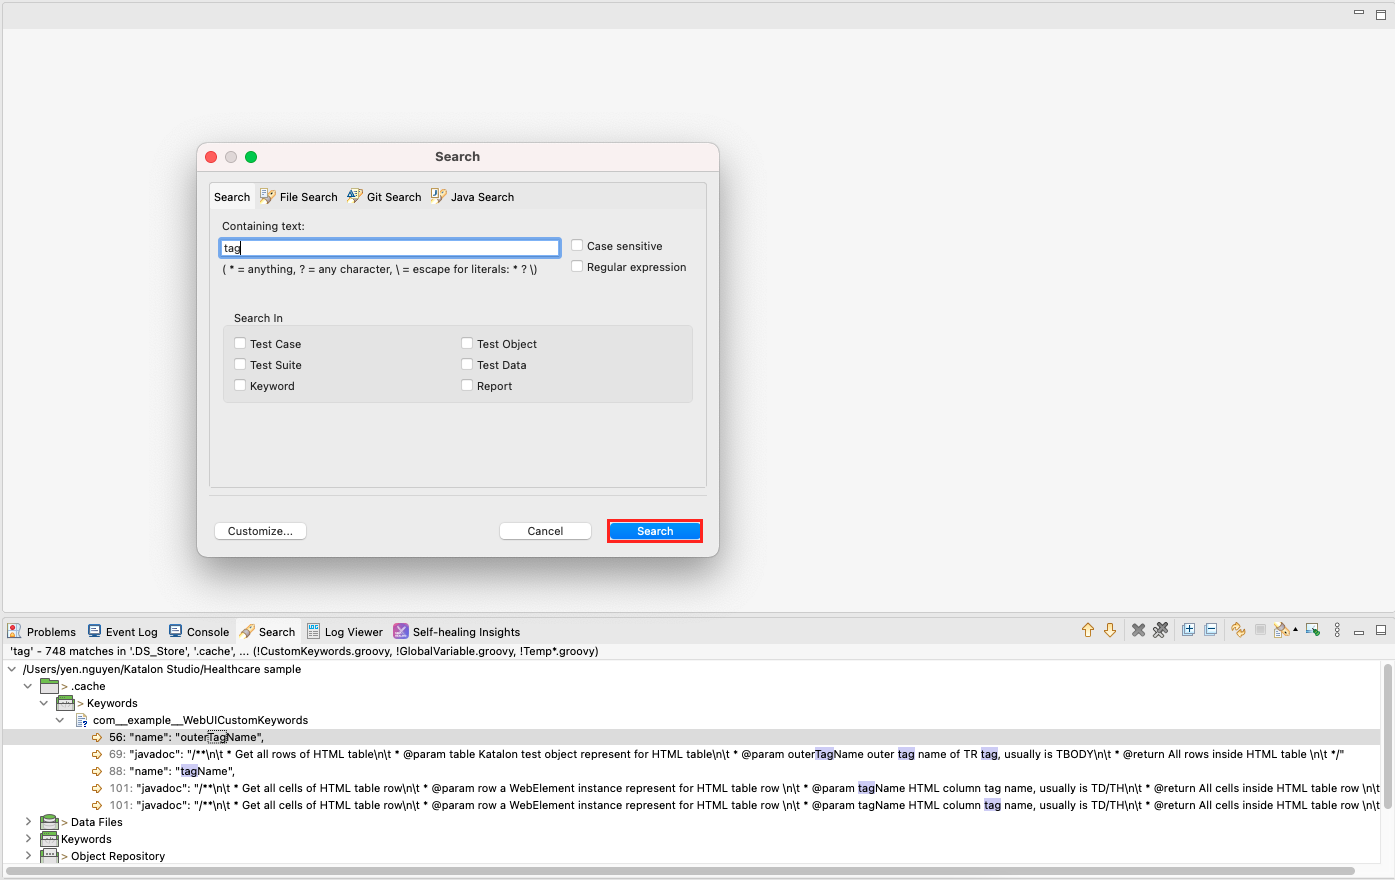 Search
Search File Search Git Search Java Search
Containing text:
tag
Case sensitive
( * = anything, ? = any character, \ = escape for literals: * ? \)
Regular expression
Search In
Test Case
Test Object
Test Suite
Test Data
Keyword
Report
Customize... Cancel Search
Problems Event Log Console Search Log Viewer Self-healing Insights
'tag' - 748 matches in '.DS_Store', '.cache', ... (!CustomKeywords.groovy, !GlobalVariable.groovy, !Temp*.groovy)
/Users/yen.nguyen/Katalon Studio/Healthcare sample
> .cache
> Keywords
com__example__WebUICustomKeywords
56: "name": "outerTagName",
69: "javadoc": "/**\n\t * Get all rows of HTML table\n\t * @param table Katalon test object represent for HTML table\n\t * @param outerTagName outer tag name of TR tag, usually is TBODY\n\t * @return All rows inside HTML table \n\t */"
88: "name": "tagName",
101: "javadoc": "/**\n\t * Get all cells of HTML table row\n\t * @param row a WebElement instance represent for HTML table row \n\t * @param tagName HTML column tag name, usually is TD/TH\n\t * @return All cells inside HTML table row \n\t
101: "javadoc": "/**\n\t * Get all cells of HTML table row\n\t * @param row a WebElement instance represent for HTML table row \n\t * @param tagName HTML column tag name, usually is TD/TH\n\t * @return All cells inside HTML table row \n\t
> Data Files
Keywords
> Object Repository